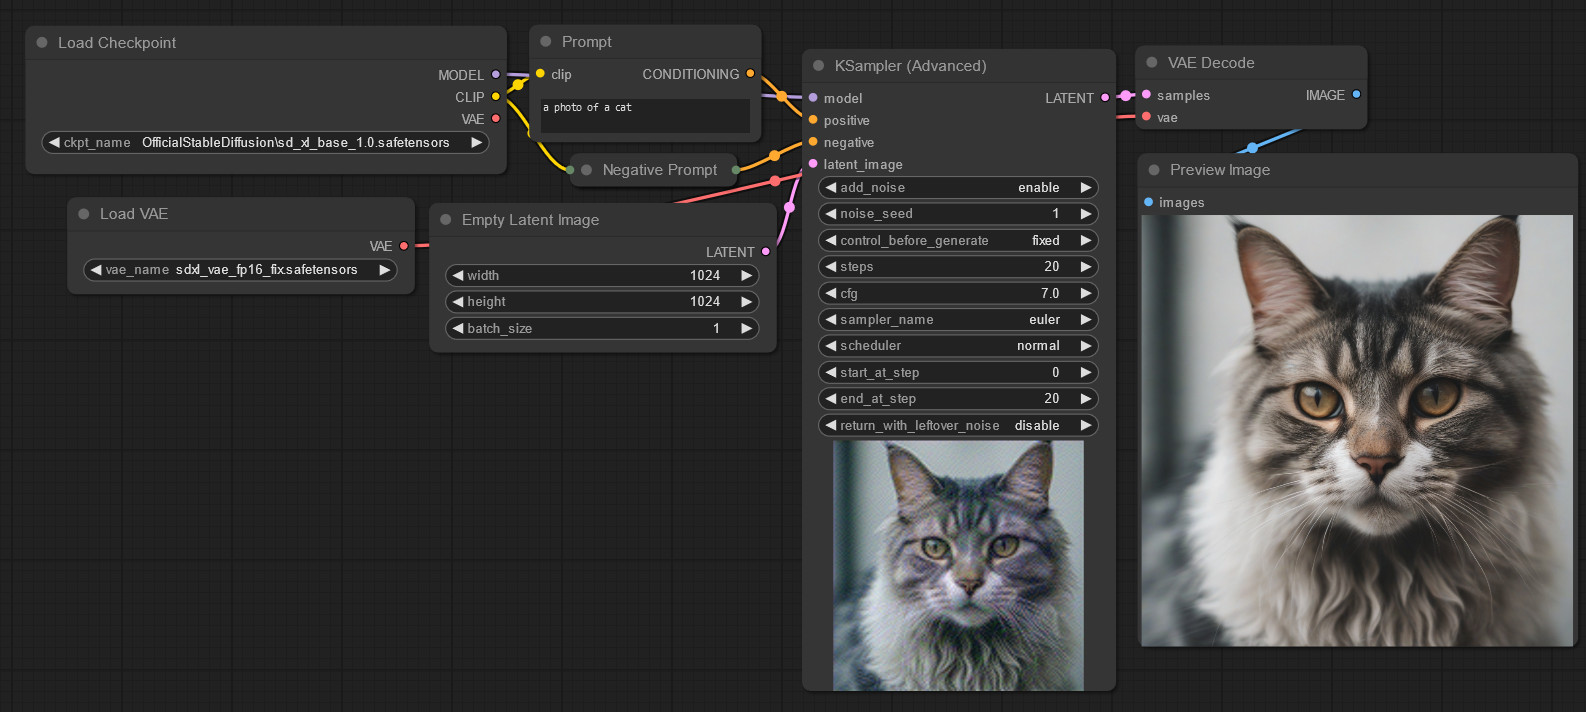 Load Checkpoint
MODEL
CLIP
VAE
ckpt_name OfficialStableDiffusion\sd_xl_base_1.0.safetensors
Prompt
clip CONDITIONING
a photo of a cat
Negative Prompt
Load VAE
VAE
vae_name sdxl_vae_fp16_fix.safetensors
Empty Latent Image
LATENT
width 1024
height 1024
batch_size 1
KSampler (Advanced)
model LATENT
positive
negative
latent_image
add_noise enable
noise_seed 1
control_before_generate fixed
steps 20
cfg 7.0
sampler_name euler
scheduler normal
start_at_step 0
end_at_step 20
return_with_leftover_noise disable
VAE Decode
samples IMAGE
vae
Preview Image
images